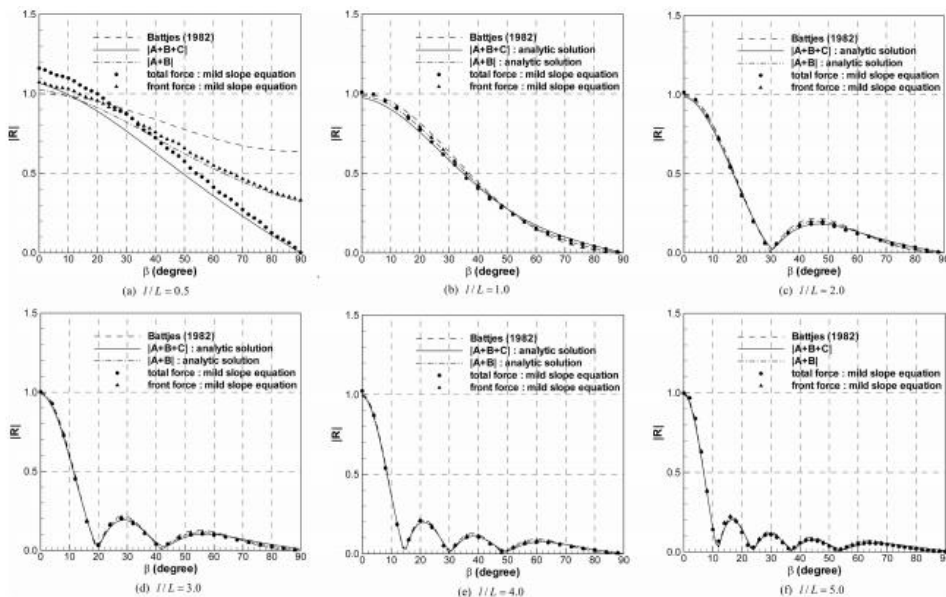 1.5
1.0
0.5
0.0
|R|
Battjes (1982)
|A+B+C|
|A+B|
total force : mild slope equation
front force : mild slope equation
0 10 20 30 40 50 60 70 80 90
β (degree)
(a) l/L=0.5
1.5
1.0
0.5
0.0
|R|
Battjes (1982)
|A+B+C| : analytic solution
|A+B| : analytic solution
total force : mild slope equation
front force : mild slope equation
0 10 20 30 40 50 60 70 80 90
β (degree)
(b) l/L=1.0
1.5
1.0
0.5
0.0
|R|
Battjes (1982)
|A+B+C| : analytic solution
|A+B| : analytic solution
total force : mild slope equation
front force : mild slope equation
0 10 20 30 40 50 60 70 80 90
β (degree)
(c) l/L=2.0
1.5
1.0
0.5
0.0
|R|
Battjes (1982)
|A+B+C| : analytic solution
|A+B| : analytic solution
total force : mild slope equation
front force : mild slope equation
0 10 20 30 40 50 60 70 80 90
β (degree)
(d) l/L=3.0
1.5
1.0
0.5
0.0
|R|
Battjes (1982)
|A+B+C| : analytic solution
|A+B| : analytic solution
total force : mild slope equation
front force : mild slope equation
0 10 20 30 40 50 60 70 80 90
β (degree)
(e) l/L=4.0
1.5
1.0
0.5
0.0
|R|
Battjes (1982)
|A+B+C|
|A+B|
total force : mild slope equation
front force : mild slope equation
0 10 20 30 40 50 60 70 80 90
β (degree)
(f) l/L=5.0